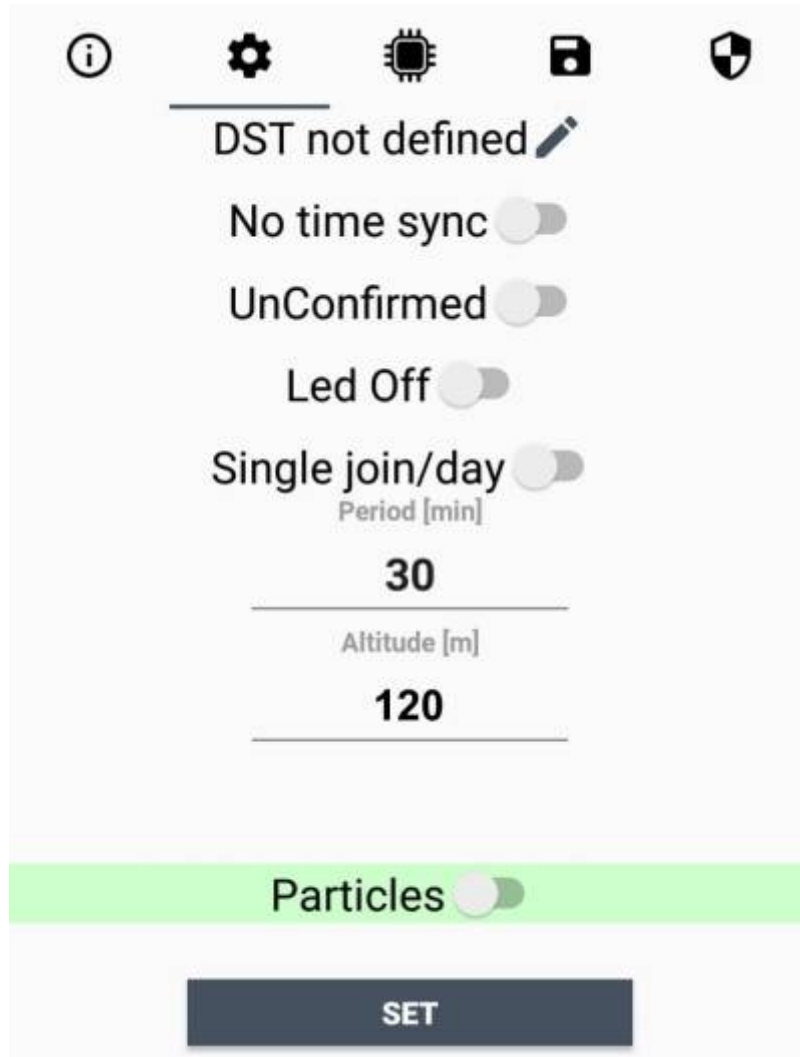 DST not defined
No time sync
UnConfirmed
Led Off
Single join/day
Period [min]
30
Altitude [m]
120
Particles
SET